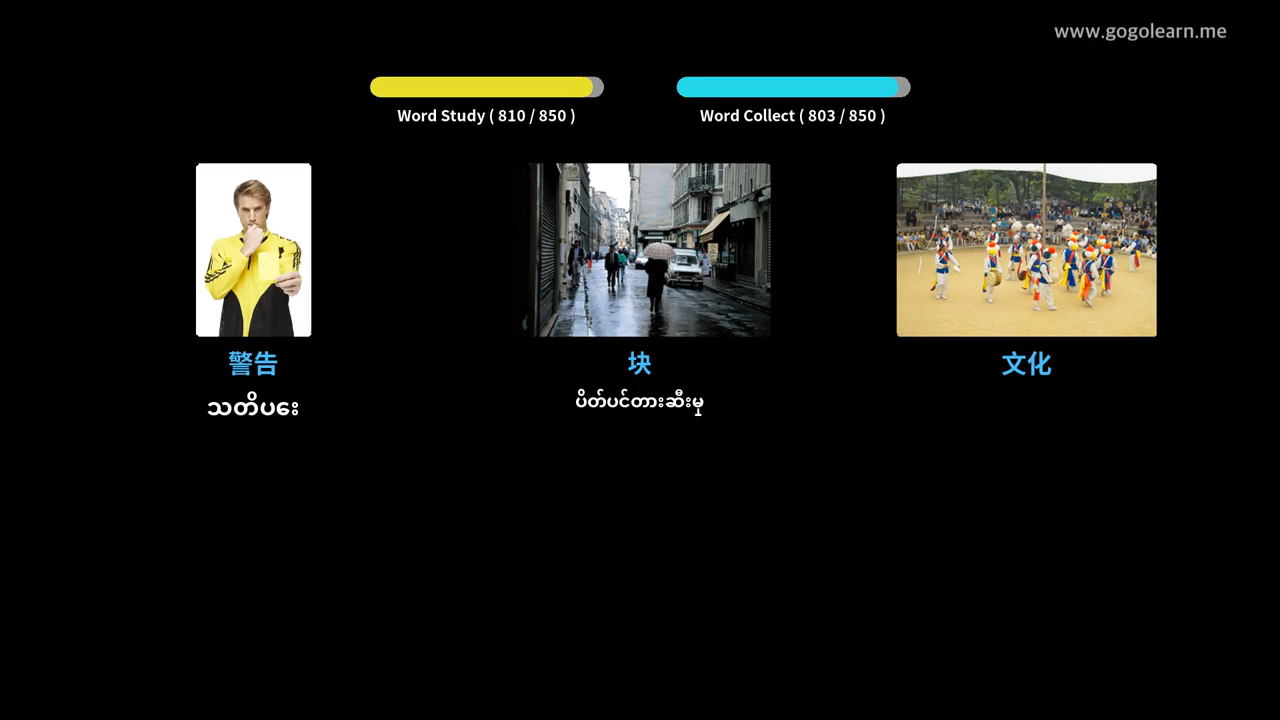 www.gogolearn.me
Word Study ( 810 / 850 )
Word Collect ( 803 / 850 )
警告
块
文化
သတိပေး
ပိတ်ပင်တားဆီးမှု